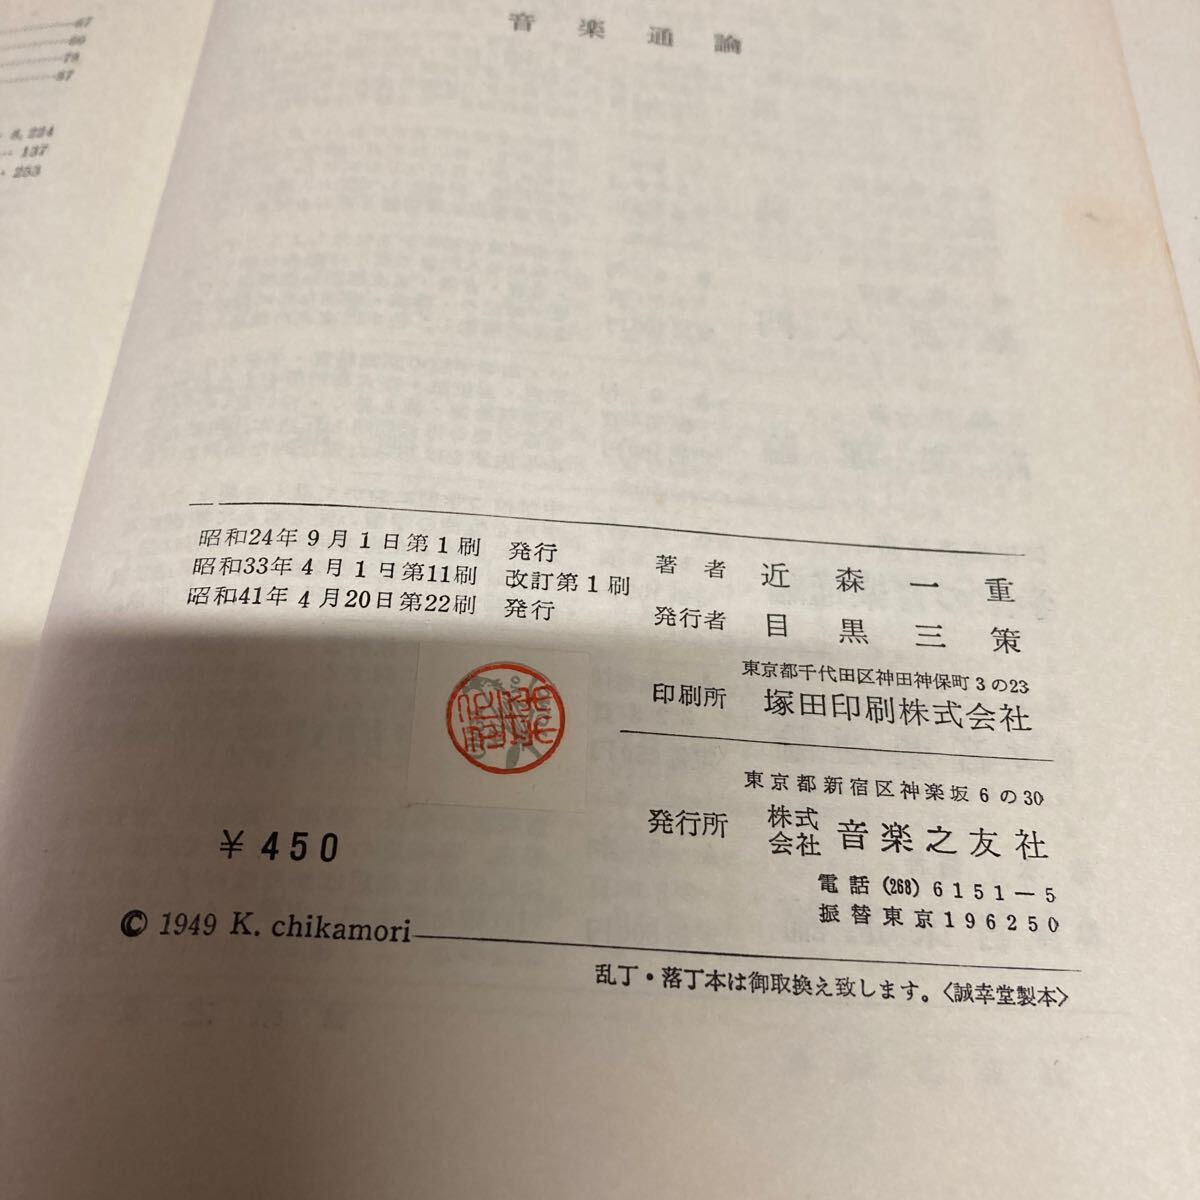 67
78
87
8, 224
137
253
音楽通論
昭和24年9月1日第1刷 発行
昭和33年4月1日第11刷 改訂第1刷
昭和41年4月20日第22刷 発行
著者 近森一重
発行者 目黒三策
東京都千代田区神田神保町3の23
印刷所 塚田印刷株式会社
東京都新宿区神楽坂6の30
発行所 株式会社 音楽之友社
電話(268)6151-5
振替東京196250
¥450
© 1949 K. chikamori
乱丁・落丁本は御取換え致します。〈誠幸堂製本〉